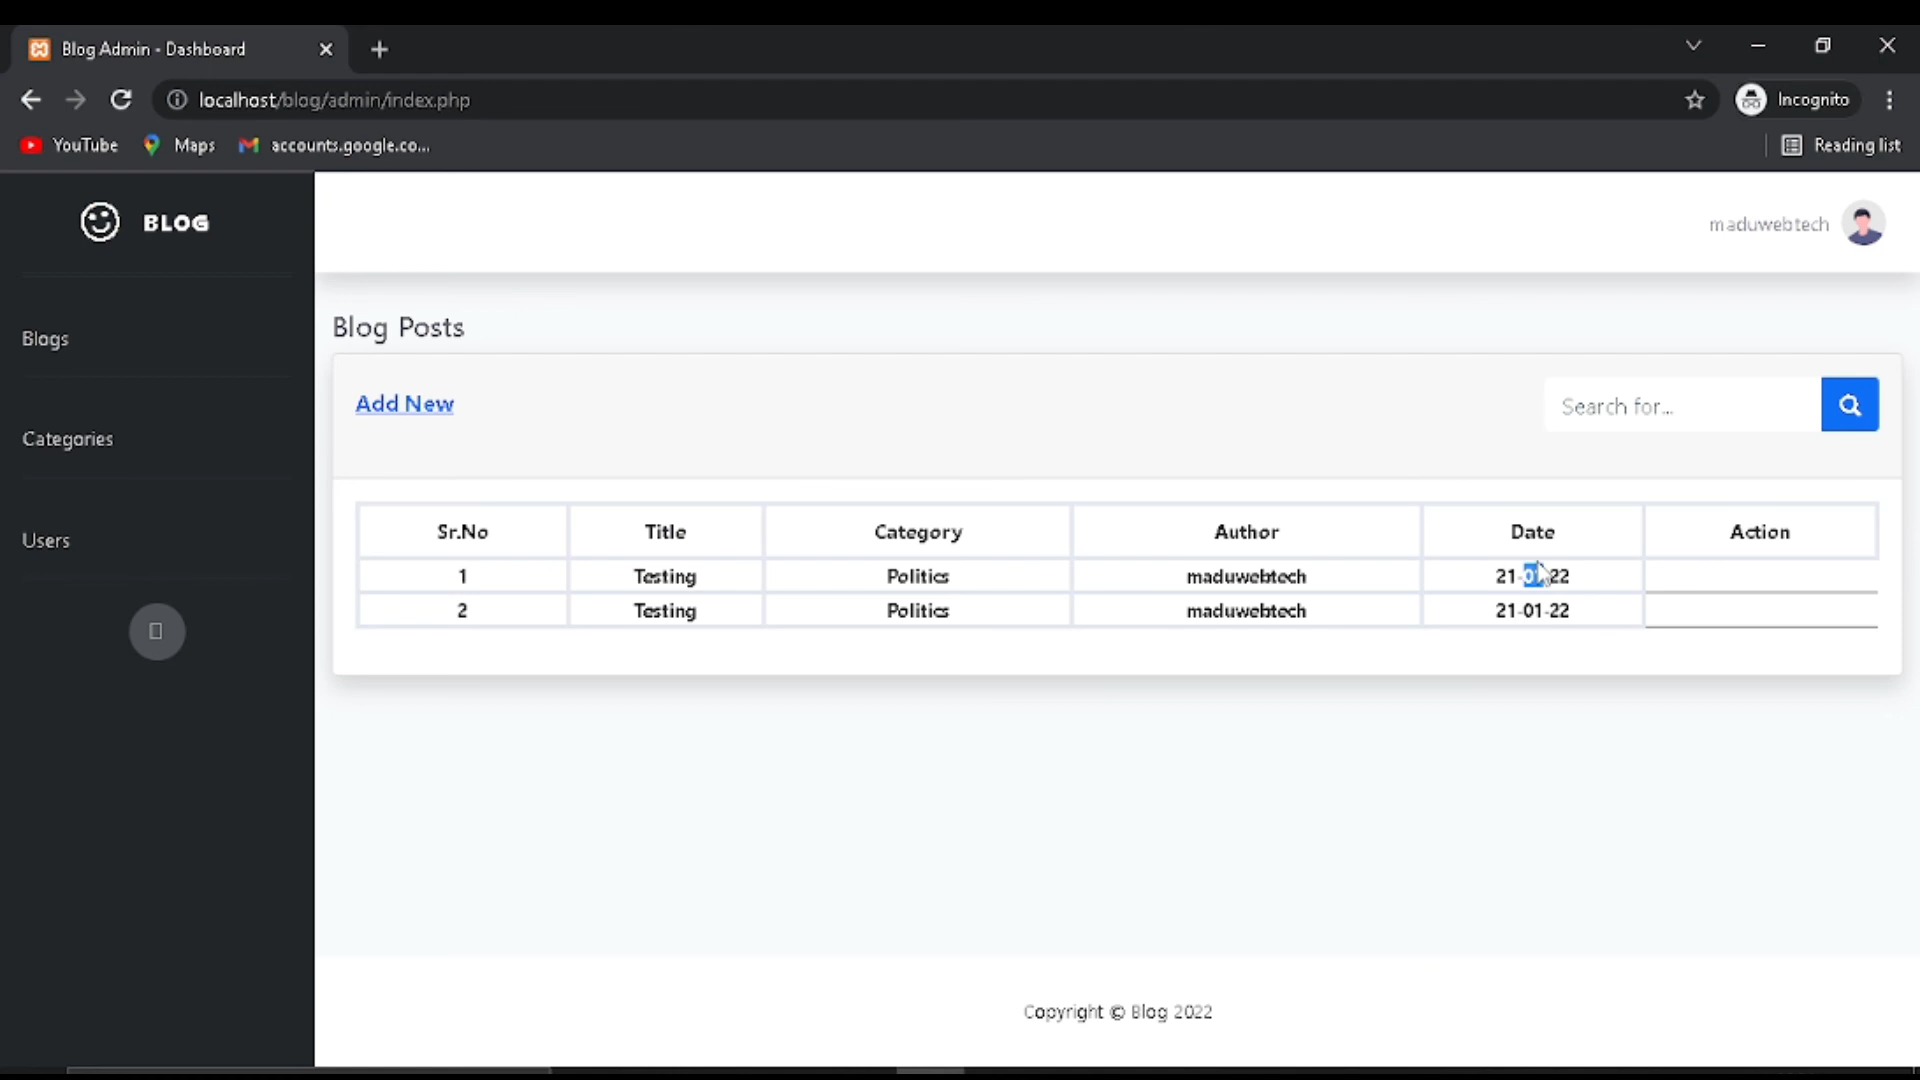 Blog Admin - Dashboard
localhost/blog/admin/index.php
Incognito
YouTube Maps accounts.google.co...
Reading list
BLOG
maduwebtech
Blogs
Categories
Users
Blog Posts
Add New
Search for...
Sr.No Title Category Author Date Action
1 Testing Politics maduwebtech 21-01-22
2 Testing Politics maduwebtech 21-01-22
Copyright © Blog 2022